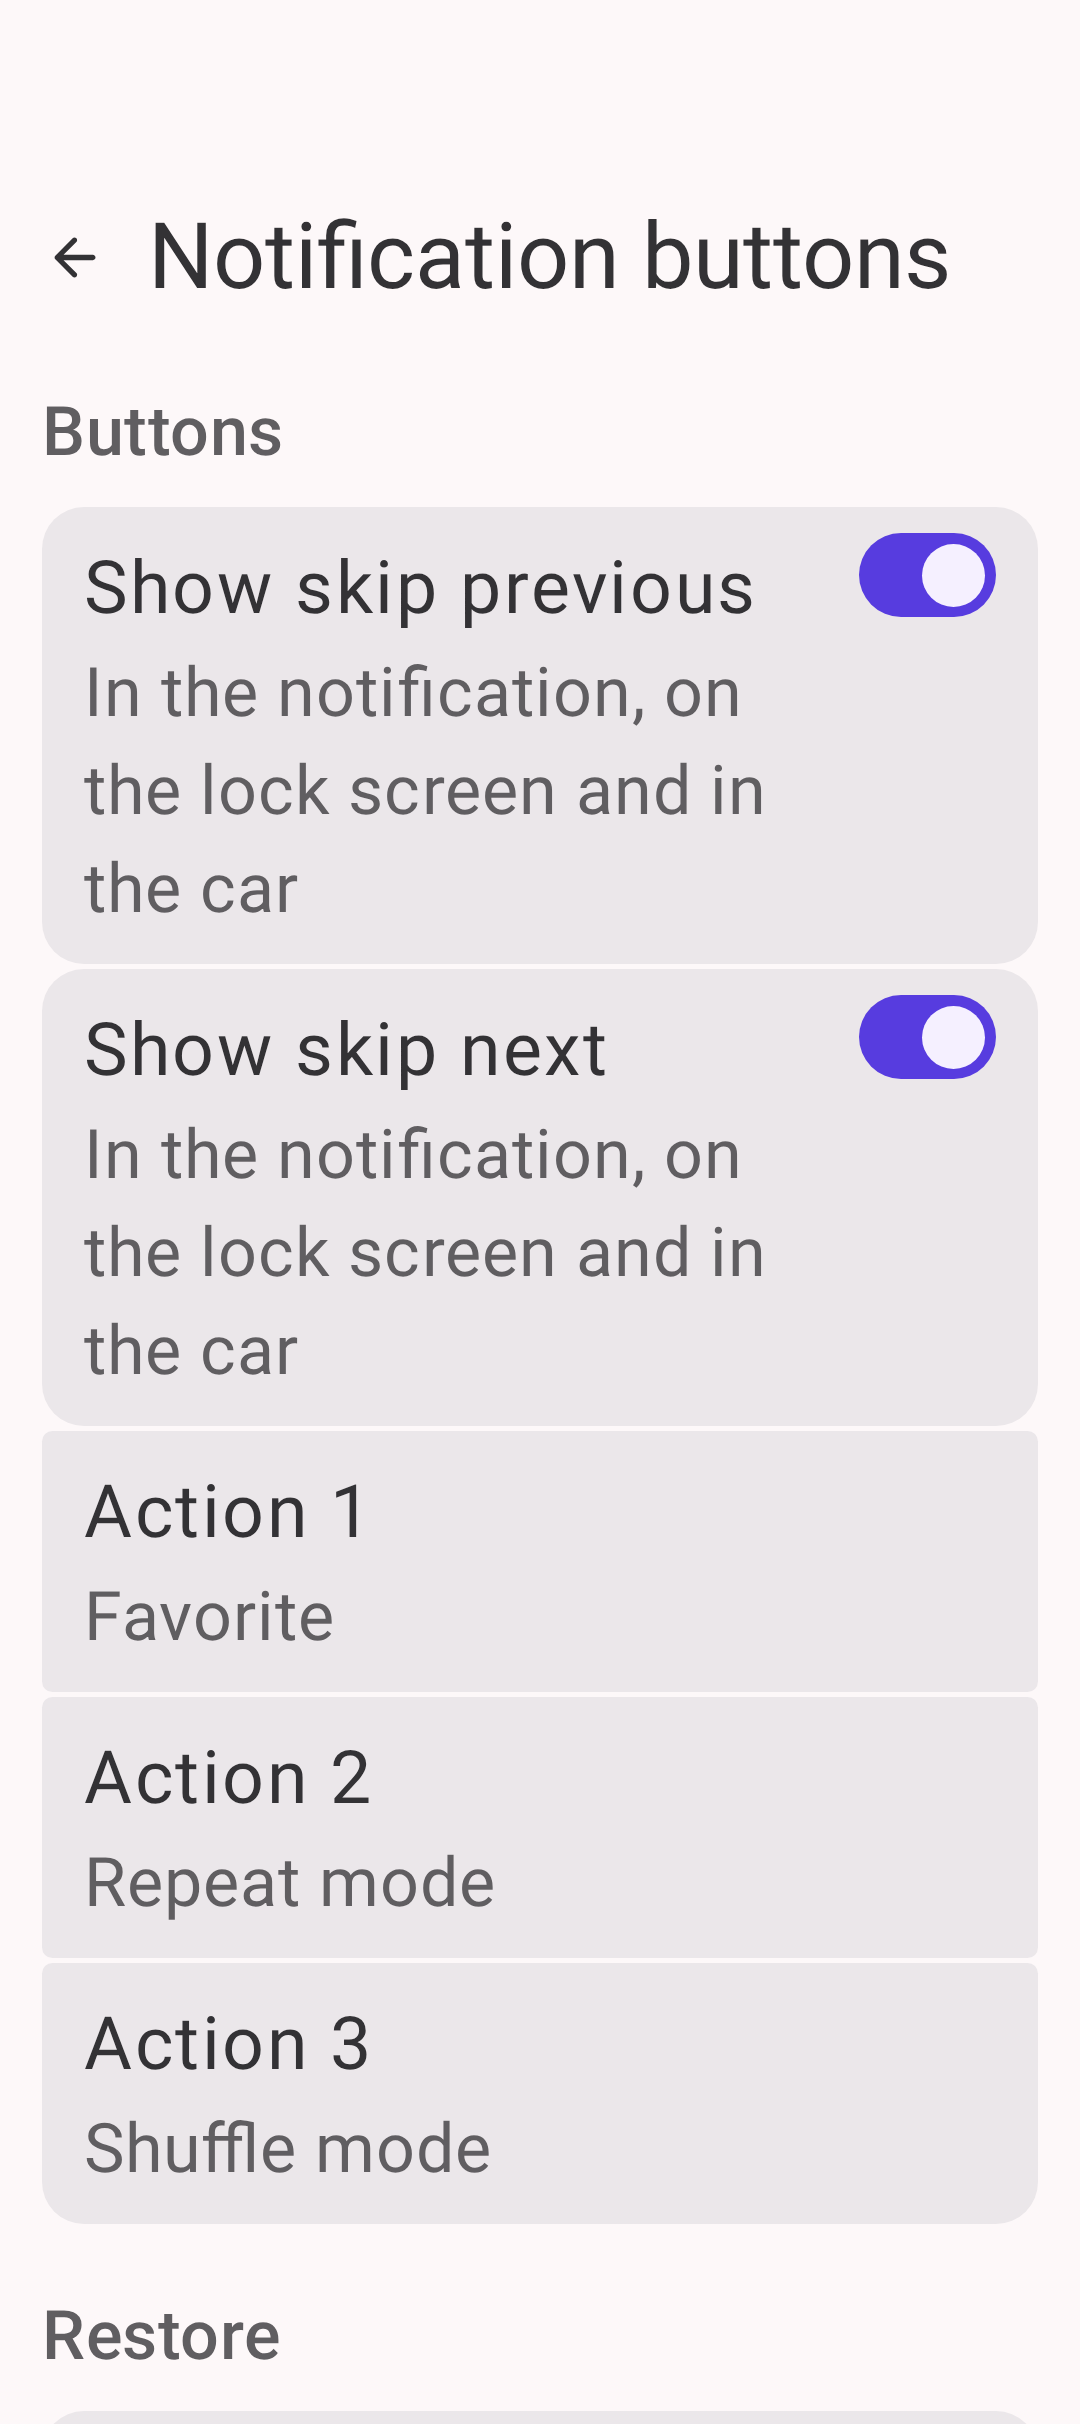 Notification buttons
Buttons
Show skip previous
In the notification, on
the lock screen and in
the car
Show skip next
In the notification, on
the lock screen and in
the car
Action 1
Favorite
Action 2
Repeat mode
Action 3
Shuffle mode
Restore